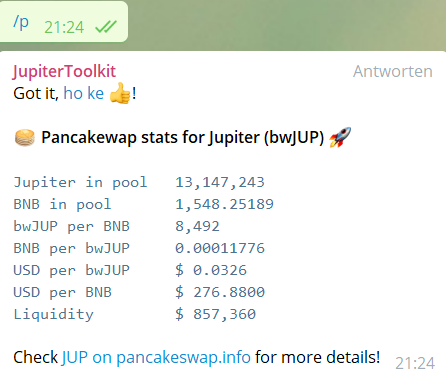 /p 21:24
JupiterToolkit Antworten
Got it, ho ke 👍!
🥞 Pancakewap stats for Jupiter (bwJUP) 🚀
Jupiter in pool 13,147,243
BNB in pool 1,548.25189
bwJUP per BNB 8,492
BNB per bwJUP 0.00011776
USD per bwJUP $ 0.0326
USD per BNB $ 276.8800
Liquidity $ 857,360
Check JUP on pancakeswap.info for more details! 21:24